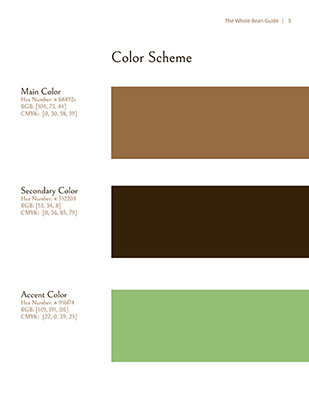 The Whole Bean Guide | 3
Color Scheme
Main Color
Hex Number: # 68492c
RGB: [104, 73, 44]
CMYK: [0, 30, 58, 59]
Secondary Color
Hex Number: # 352208
RGB: [53, 34, 8]
CMYK: [0, 36, 85, 79]
Accent Color
Hex Number: # 95bf74
RGB: [149, 191, 116]
CMYK: [22, 0, 39, 25]